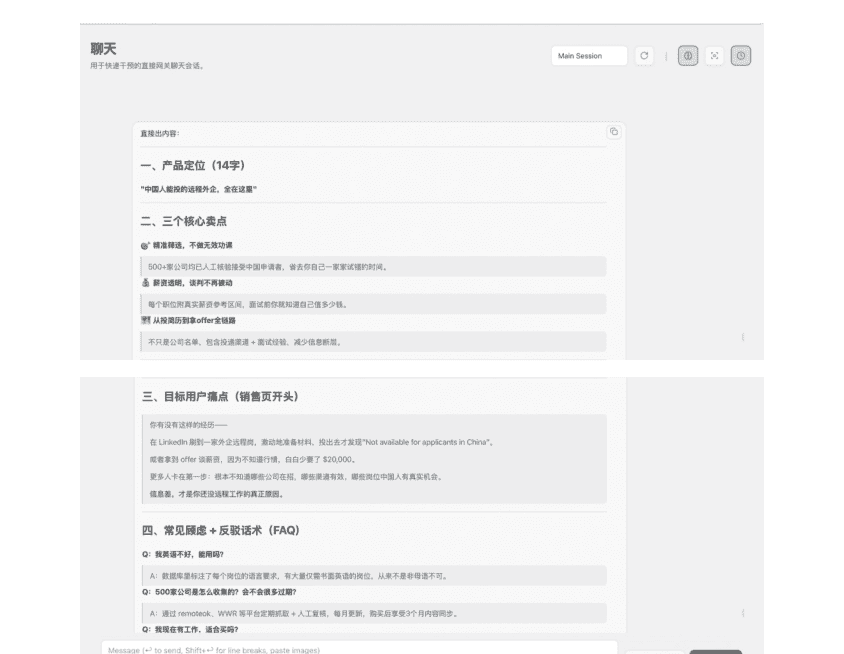 聊天
用于快速干预的直接网关聊天会话。
Main Session
直接出内容：
一、产品定位（14字）
"中国人能投的远程外企，全在这里"
二、三个核心卖点
🎯 精准筛选，不做无效功课
500+家公司均已人工核验接受中国申请者，省去你自己一家家试错的时间。
💰 薪资透明，谈判不再被动
每个职位附真实薪资参考区间，面试前你就知道自己值多少钱。
🗺️ 从投简历到拿offer全链路
不只是公司名单，包含投递渠道 + 面试经验，减少信息断层。
三、目标用户痛点（销售页开头）
你有没有这样的经历——
在 LinkedIn 刷到一家外企远程岗，激动地准备材料，投出去才发现"Not available for applicants in China"。
或者拿到 offer 谈薪资，因为不知道行情，白白少要了 $20,000。
更多人卡在第一步：根本不知道哪些公司在招，哪些渠道有效，哪些岗位中国人有真实机会。
信息差，才是你还没远程工作的真正原因。
四、常见顾虑 + 反驳话术（FAQ）
Q：我英语不好，能用吗？
A：数据库里标注了每个岗位的语言要求，有大量仅需书面英语的岗位，从来不是非母语不可。
Q：500家公司是怎么收集的？会不会很多过期？
A：通过 remoteok、WWR 等平台定期抓取 + 人工复核，每月更新，购买后享受3个月内容同步。
Q：我现在有工作，适合买吗？
Message (↩ to send, Shift+↩ for line breaks, paste images)